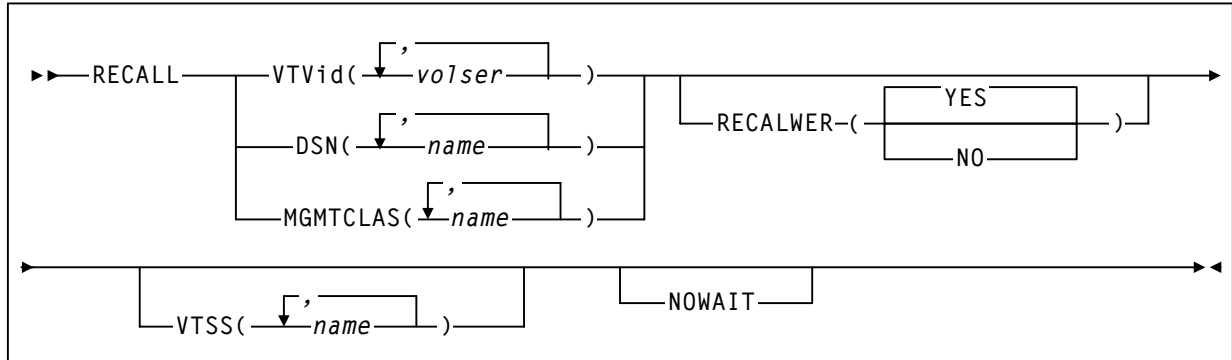 ,
RECALL VTVid( volser )
YES
RECALWER( )
NO
,
DSN( name )
,
MGMTCLAS( name )
,
VTSS( name )
NOWAIT